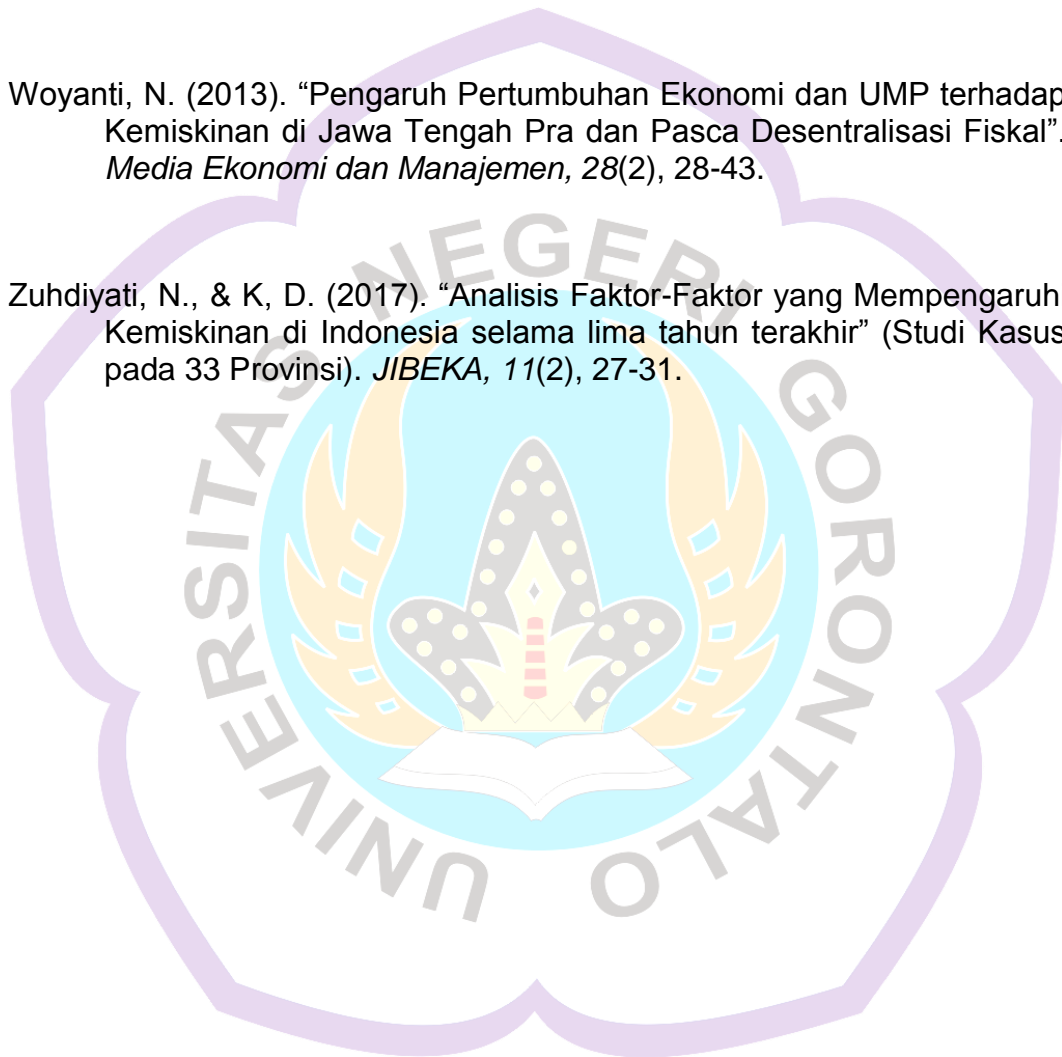 Woyanti, N. (2013). “Pengaruh Pertumbuhan Ekonomi dan UMP terhadap
Kemiskinan di Jawa Tengah Pra dan Pasca Desentralisasi Fiskal”.
Media Ekonomi dan Manajemen, 28(2), 28-43.
Zuhdiyati, N., & K, D. (2017). “Analisis Faktor-Faktor yang Mempengaruh
Kemiskinan di Indonesia selama lima tahun terakhir” (Studi Kasus
pada 33 Provinsi). JIBEKA, 11(2), 27-31.
UNIVERSITAS NEGERI GORONTALO